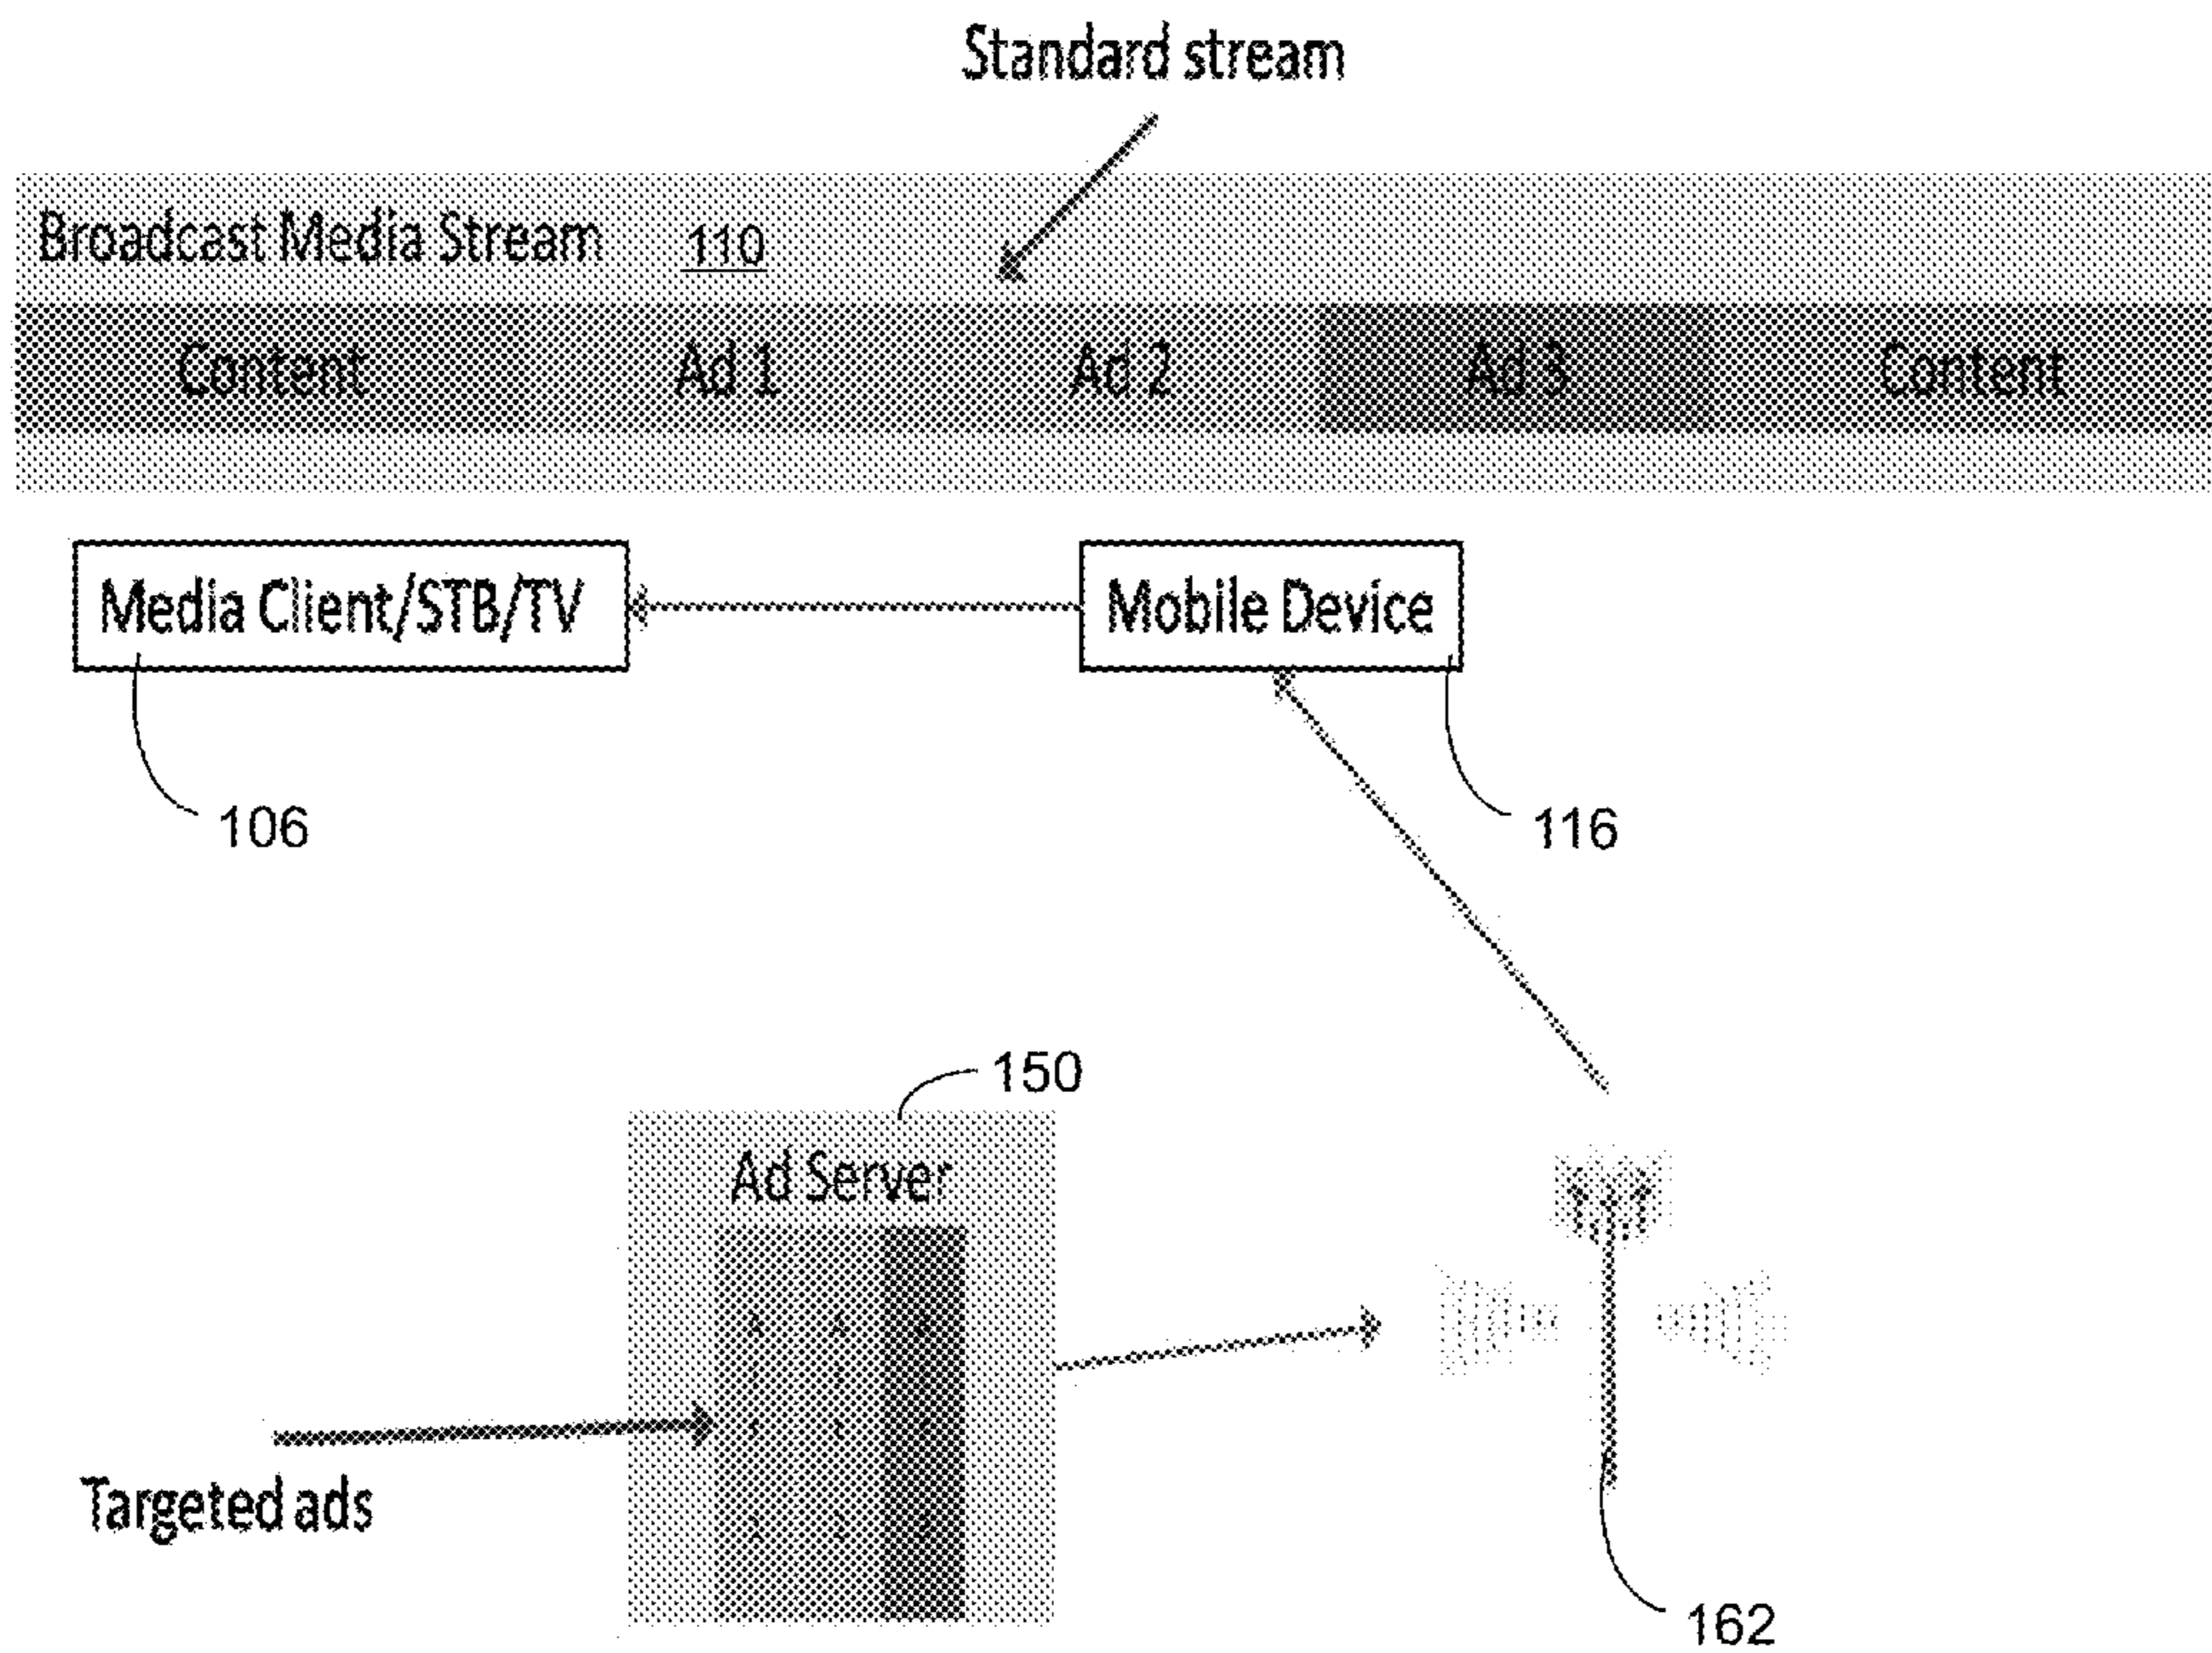 Standard stream
Broadcast Media Stream 110
Content Ad 1 Ad 2 Ad 3 Content
Media Client/STB/TV
Mobile Device
106
116
150
Ad Server
Targeted ads
162